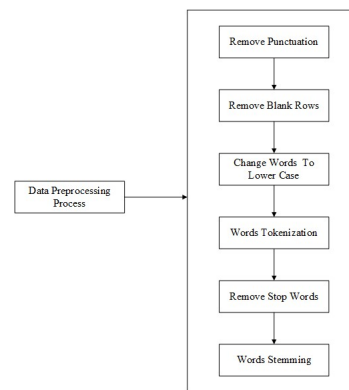 Remove Punctuation
Remove Blank Rows
Change Words To
Lower Case
Data Preprocessing
Process
Words Tokenization
Remove Stop Words
Words Stemming